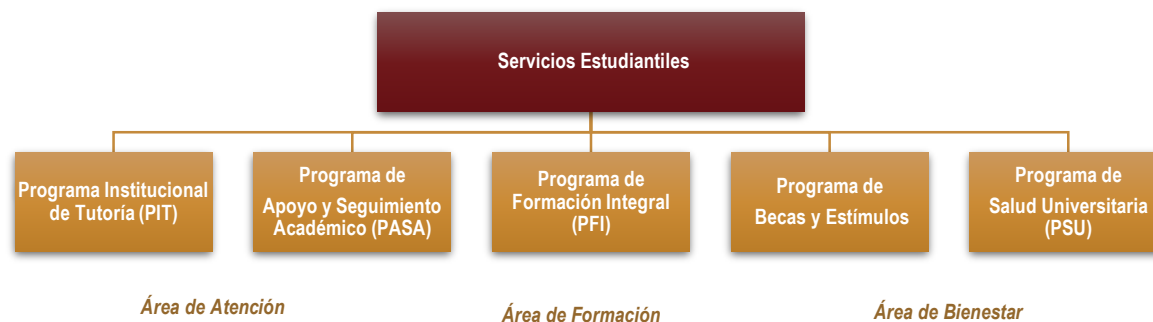 Servicios Estudiantiles
Programa Institucional
de Tutoría (PIT)
Programa de
Apoyo y Seguimiento
Académico (PASA)
Programa de
Formación Integral
(PFI)
Programa de
Becas y Estímulos
Programa de
Salud Universitaria
(PSU)
Área de Atención
Área de Formación
Área de Bienestar